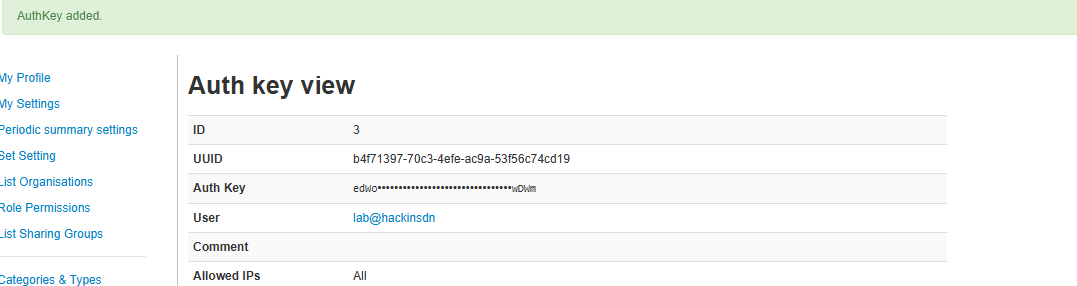 AuthKey added.
My Profile
My Settings
Periodic summary settings
Set Setting
List Organisations
Role Permissions
List Sharing Groups
Categories & Types
Auth key view
ID 3
UUID b4f71397-70c3-4efe-ac9a-53f56c74cd19
Auth Key edWo••••••••••••••••••••••••••••••••wDWm
User lab@hackinsdn
Comment
Allowed IPs All